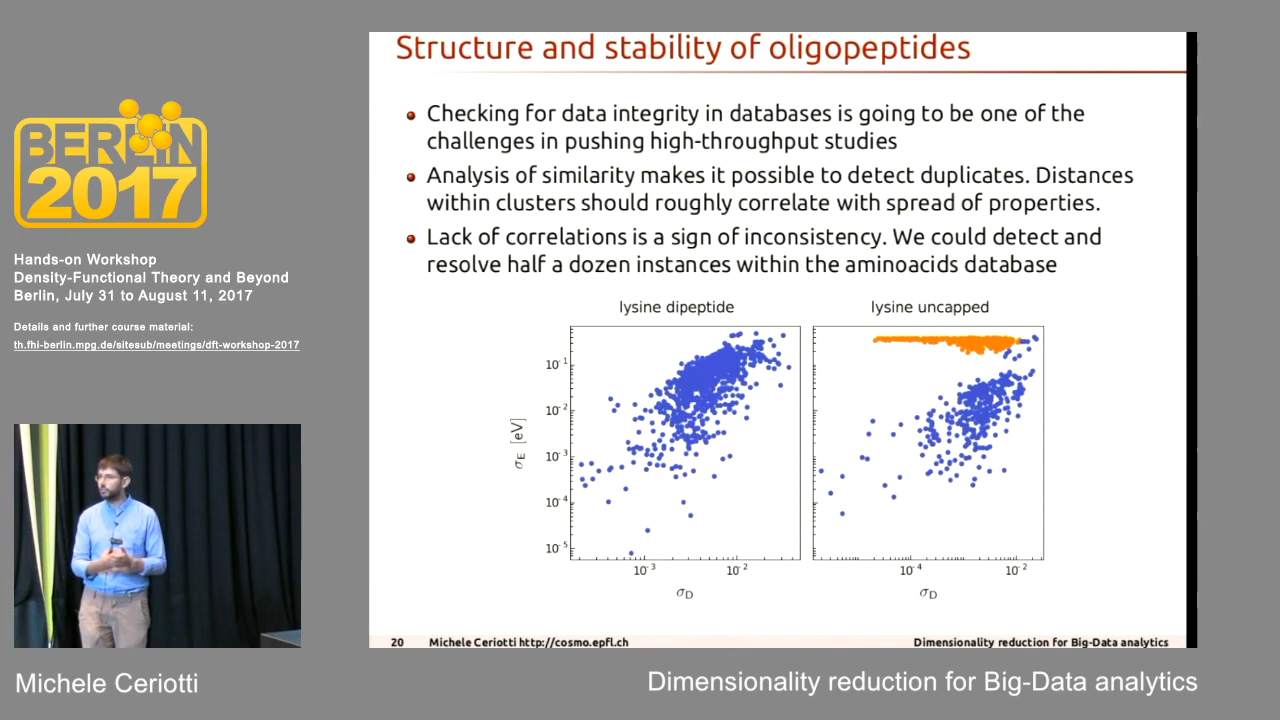 BERLIN
2017
Hands-on Workshop
Density-Functional Theory and Beyond
Berlin, July 31 to August 11, 2017
Details and further course material:
th.fhi-berlin.mpg.de/sitesub/meetings/dft-workshop-2017
Structure and stability of oligopeptides
Checking for data integrity in databases is going to be one of the
challenges in pushing high-throughput studies
Analysis of similarity makes it possible to detect duplicates. Distances
within clusters should roughly correlate with spread of properties.
Lack of correlations is a sign of inconsistency. We could detect and
resolve half a dozen instances within the aminoacids database
lysine dipeptide
lysine uncapped
σE [eV]
10⁻¹
10⁻²
10⁻³
10⁻⁴
10⁻⁵
10⁻³ 10⁻²
10⁻⁴ 10⁻²
σD
σD
20 Michele Ceriotti http://cosmo.epfl.ch Dimensionality reduction for Big-Data analytics
Michele Ceriotti
Dimensionality reduction for Big-Data analytics